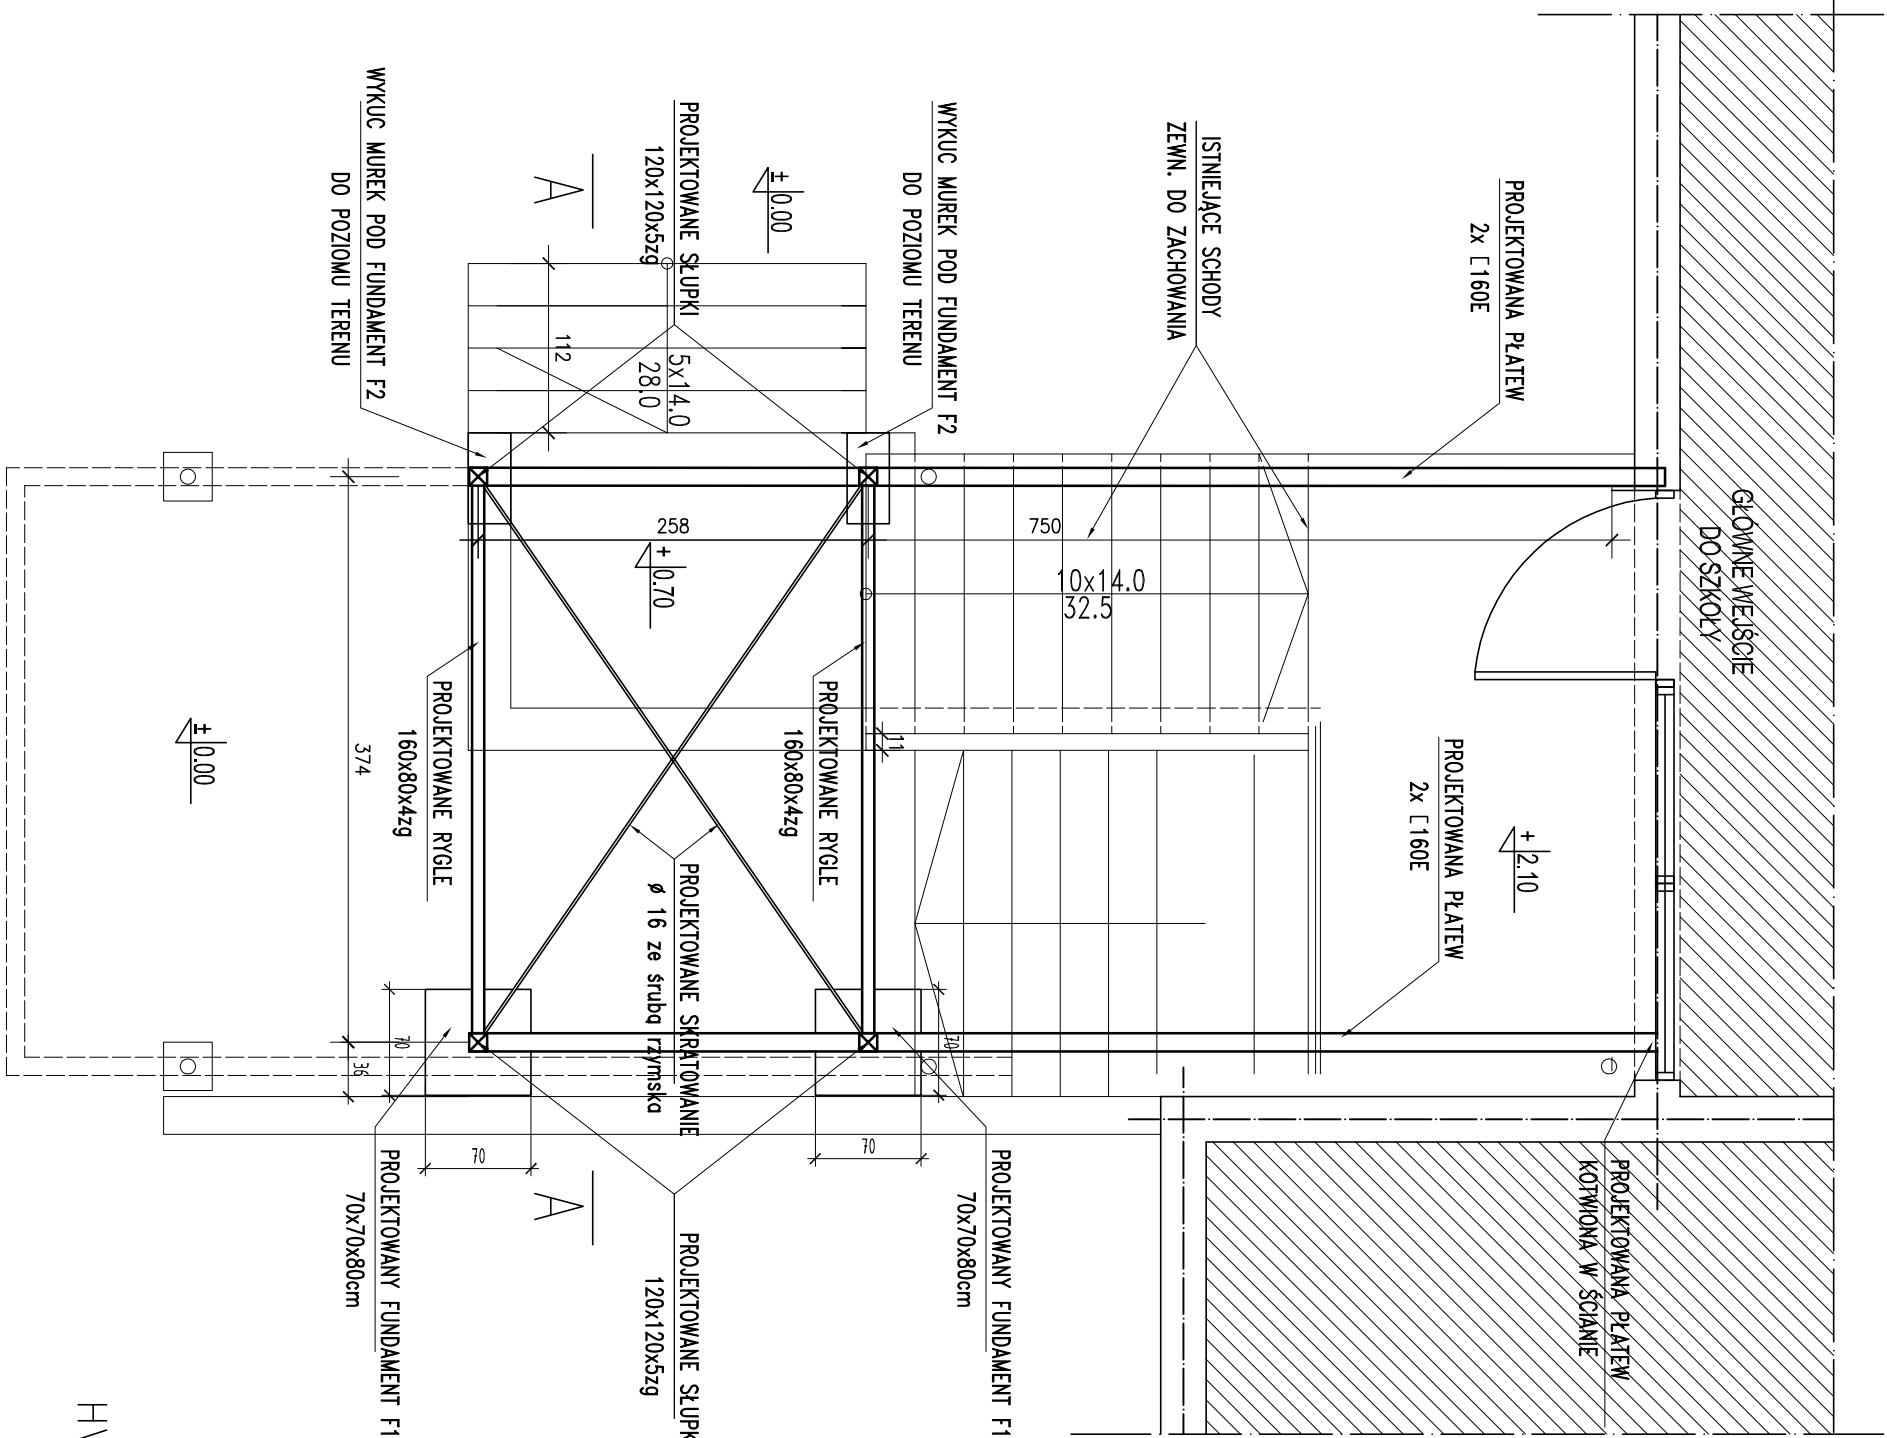 GŁÓWNE WEJŚCIE
DO SZKOŁY
PROJEKTOWANA PŁATEW
KOTWIONA W ŚCIANIE
PROJEKTOWANA PŁATEW
2x [160E
+
2.10
PROJEKTOWANA PŁATEW
2x [160E
ISTNIEJĄCE SCHODY
ZEWN. DO ZACHOWANIA
750
10x14.0
32.5
WYKUC MUREK POD FUNDAMENT F2
DO POZIOMU TERENU
PROJEKTOWANY FUNDAMENT F1
70x70x80cm
70
70
11
PROJEKTOWANE RYGLE
160x80x4zg
±
0.00
PROJEKTOWANE SŁUPKI
120x120x5zg
5x14.0
28.0
258
+
0.70
PROJEKTOWANE SKRATOWANIE
ø 16 ze śrubą rzymska
PROJEKTOWANE SŁUPK
120x120x5zg
A
A
112
PROJEKTOWANE RYGLE
160x80x4zg
70
70
36
374
WYKUC MUREK POD FUNDAMENT F2
DO POZIOMU TERENU
PROJEKTOWANY FUNDAMENT F1
70x70x80cm
±
0.00